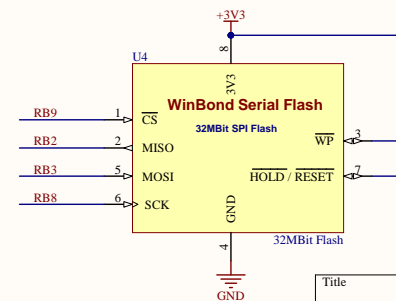 +3V3
U4
8
3V3
WinBond Serial Flash
32MBit SPI Flash
RB9 1 CS
RB2 2 MISO
RB3 5 MOSI
RB8 6 SCK
WP 3
HOLD / RESET 7
GND
4
32MBit Flash
GND
Title